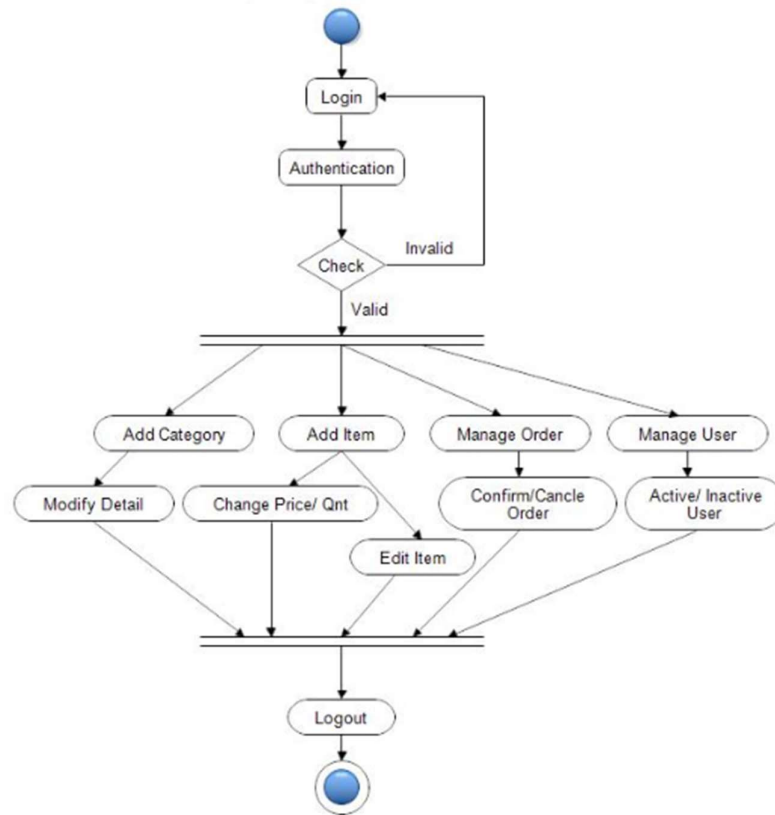 Login
Authentication
Check
Invalid
Valid
Add Category
Add Item
Manage Order
Manage User
Modify Detail
Change Price/ Qnt
Confirm/Cancle
Order
Active/ Inactive
User
Edit Item
Logout